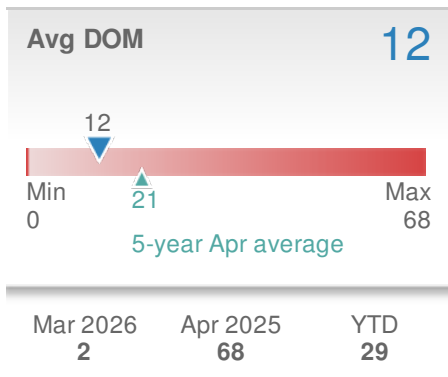 Avg DOM 12
12
Min Max
0 68
21
5-year Apr average
Mar 2026 Apr 2025 YTD
2 68 29